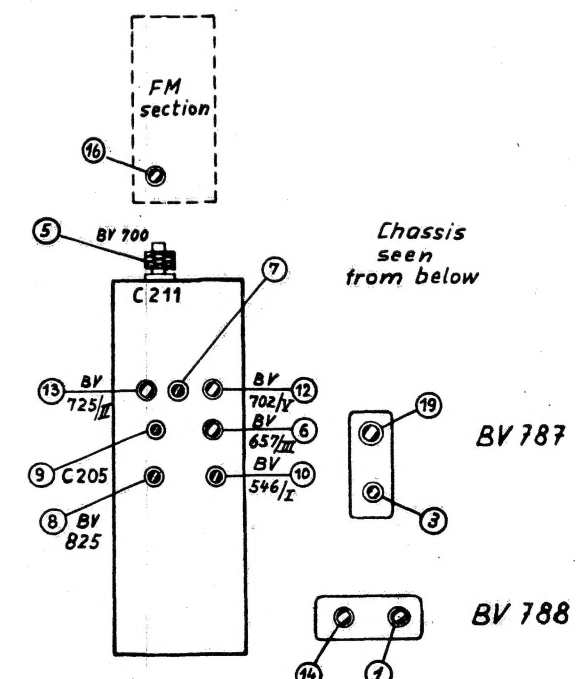 FM
section
16
5
BV 700
Chassis
seen
from below
7
C211
13
BV
725/II
BV
702/V
12
19
BV
657/III
6
BV 787
9
C205
BV
546/I
10
8
BV
825
3
BV 788
14
1